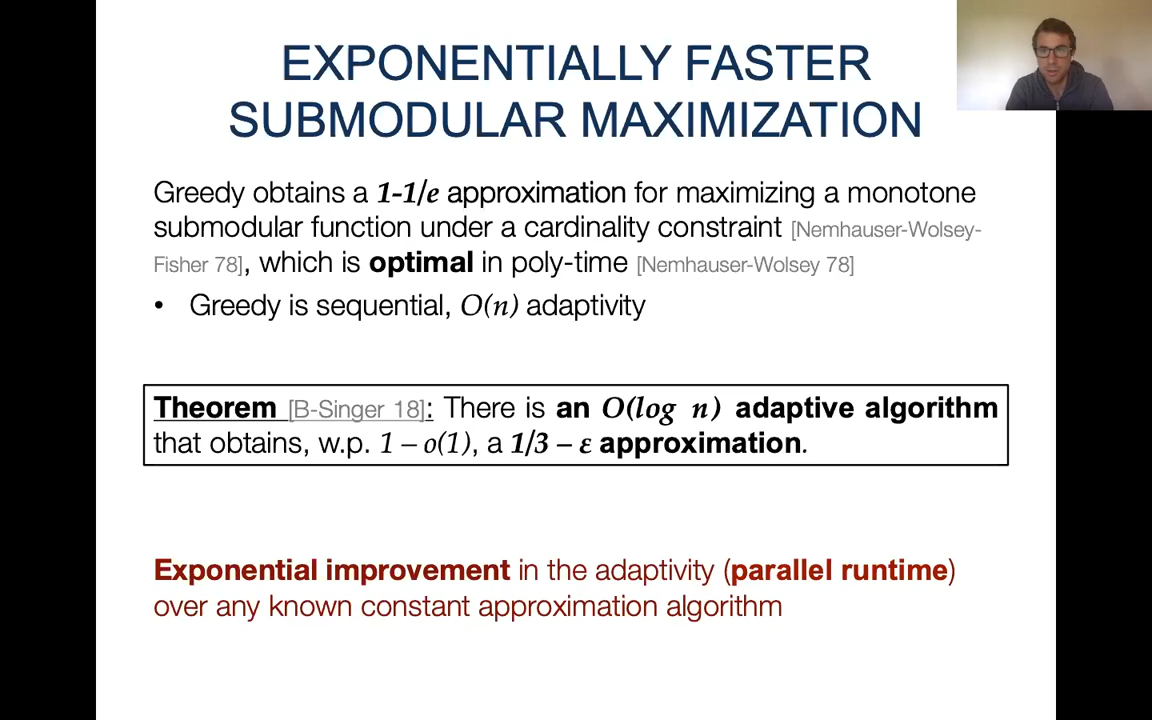 EXPONENTIALLY FASTER
SUBMODULAR MAXIMIZATION
Greedy obtains a 1-1/e approximation for maximizing a monotone
submodular function under a cardinality constraint [Nemhauser-Wolsey-
Fisher 78], which is optimal in poly-time [Nemhauser-Wolsey 78]
• Greedy is sequential, O(n) adaptivity
Theorem [B-Singer 18]: There is an O(log n) adaptive algorithm
that obtains, w.p. 1 – o(1), a 1/3 – ε approximation.
Exponential improvement in the adaptivity (parallel runtime)
over any known constant approximation algorithm